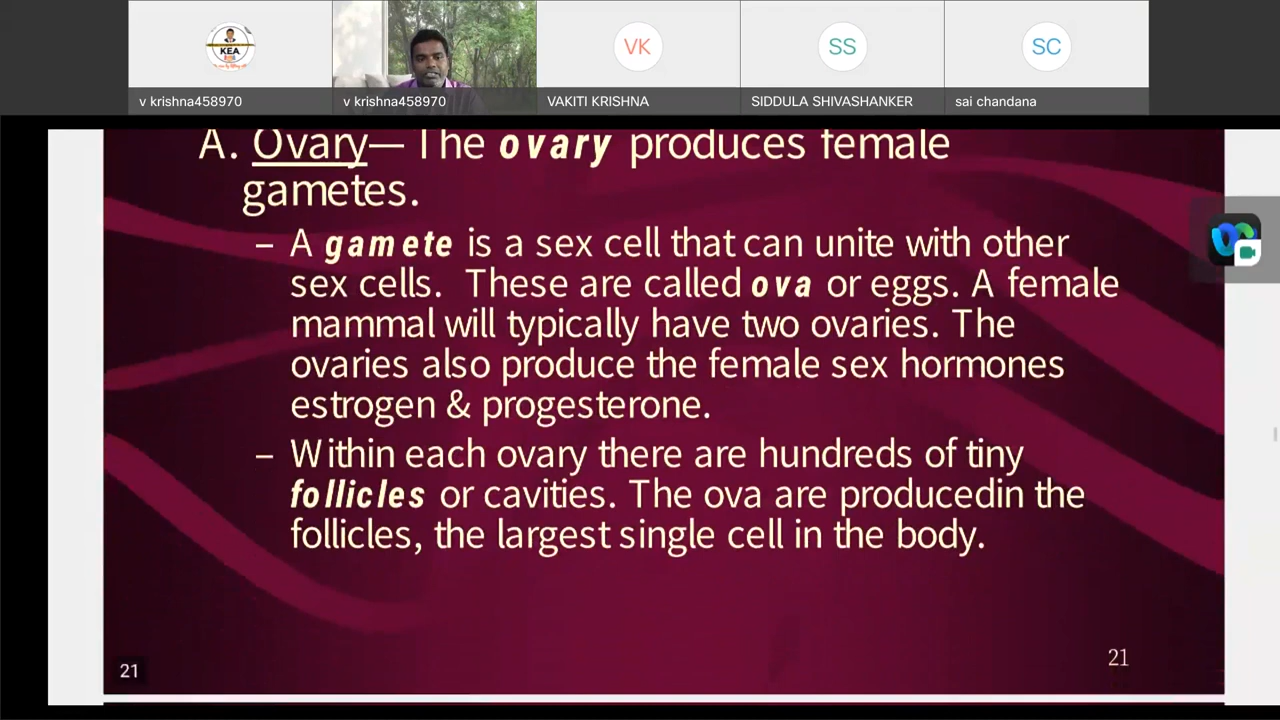 KEA
VK
SS
SC
v krishna458970
v krishna458970
VAKITI KRISHNA
SIDDULA SHIVASHANKER
sai chandana
A. Ovary— The ovary produces female
gametes.
– A gamete is a sex cell that can unite with other
sex cells. These are called ova or eggs. A female
mammal will typically have two ovaries. The
ovaries also produce the female sex hormones
estrogen & progesterone.
– Within each ovary there are hundreds of tiny
follicles or cavities. The ova are producedin the
follicles, the largest single cell in the body.
21
21